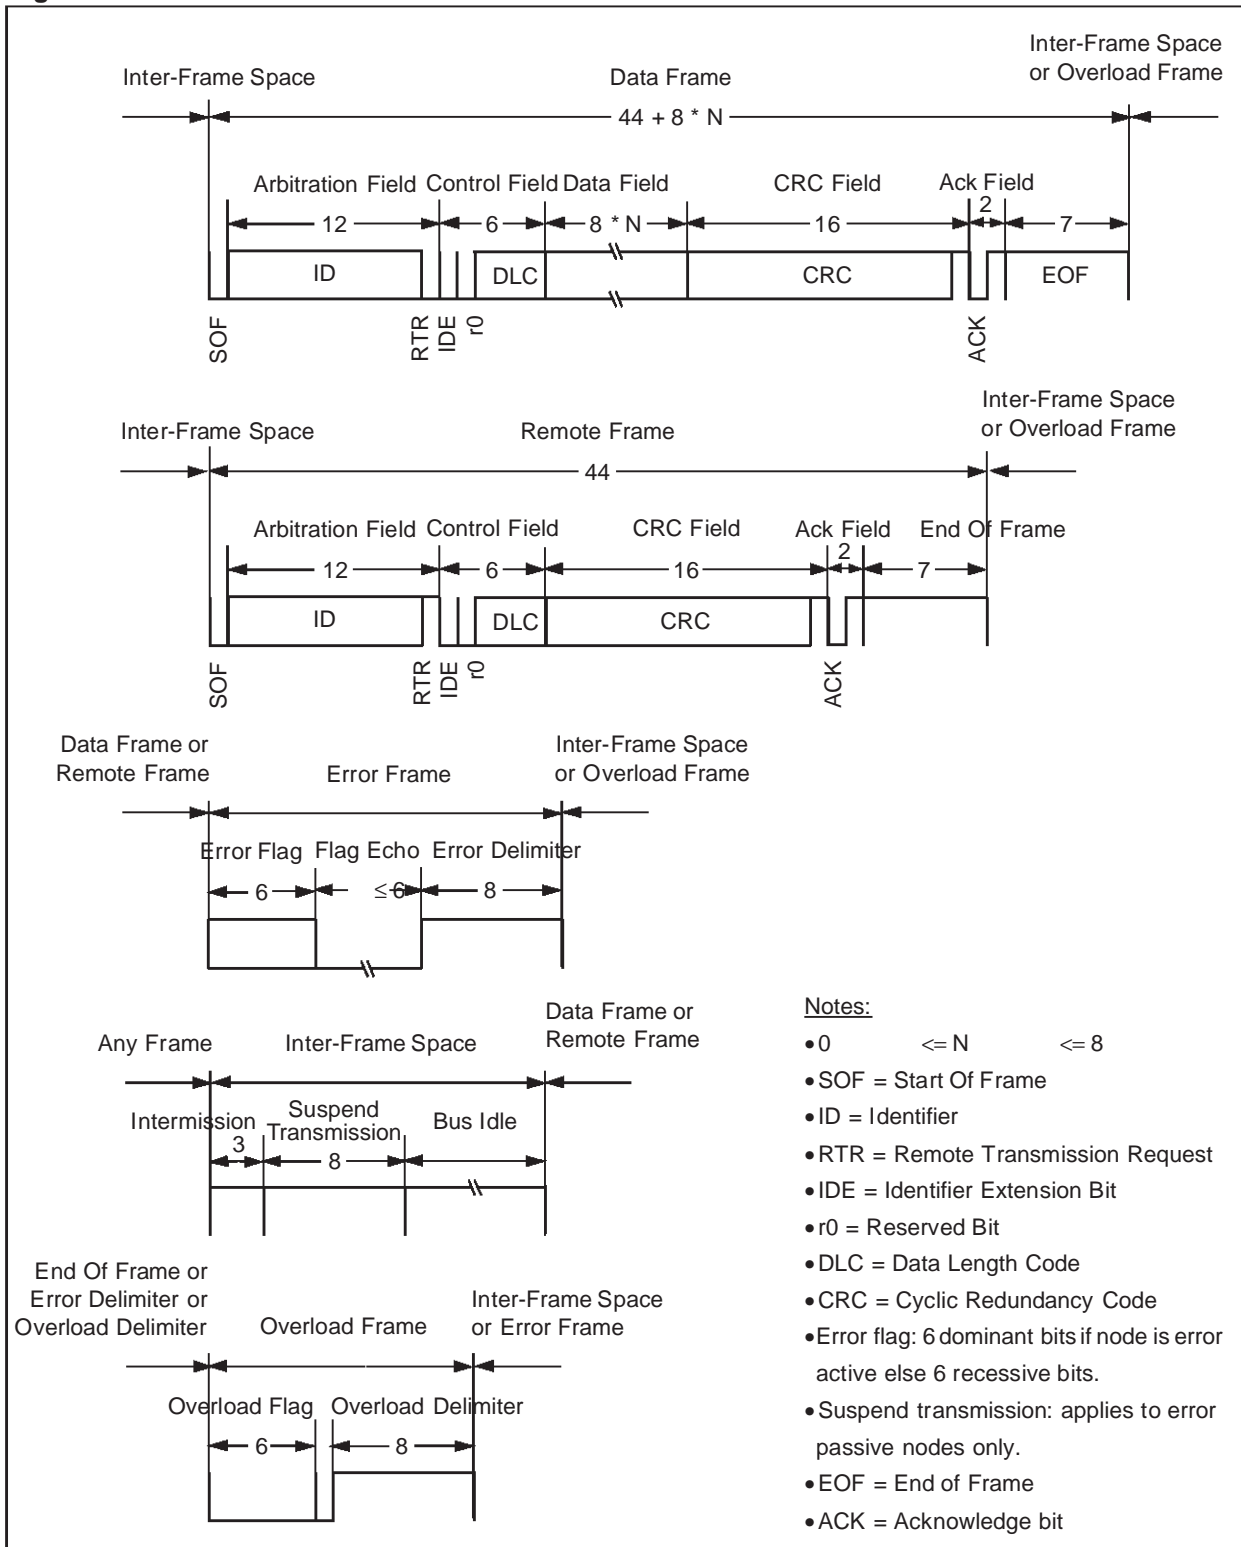 Inter-Frame Space
Data Frame
Inter-Frame Space
or Overload Frame
44 + 8 * N
Arbitration Field
Control Field
Data Field
CRC Field
Ack Field
12
6
8 * N
16
2
7
ID
DLC
CRC
EOF
SOF
RTR
IDE
r0
ACK
Inter-Frame Space
Remote Frame
Inter-Frame Space
or Overload Frame
44
Arbitration Field
Control Field
CRC Field
Ack Field
End Of Frame
12
6
16
2
7
ID
DLC
CRC
SOF
RTR
IDE
r0
ACK
Data Frame or
Remote Frame
Error Frame
Inter-Frame Space
or Overload Frame
Error Flag
Flag Echo
Error Delimiter
6
≤ 6
8
Any Frame
Inter-Frame Space
Data Frame or
Remote Frame
Intermission
Suspend
Transmission
Bus Idle
3
8
End Of Frame or
Error Delimiter or
Overload Delimiter
Overload Frame
Inter-Frame Space
or Error Frame
Overload Flag
Overload Delimiter
6
8
Notes:
• 0 <= N <= 8
• SOF = Start Of Frame
• ID = Identifier
• RTR = Remote Transmission Request
• IDE = Identifier Extension Bit
• r0 = Reserved Bit
• DLC = Data Length Code
• CRC = Cyclic Redundancy Code
• Error flag: 6 dominant bits if node is error
active else 6 recessive bits.
• Suspend transmission: applies to error
passive nodes only.
• EOF = End of Frame
• ACK = Acknowledge bit